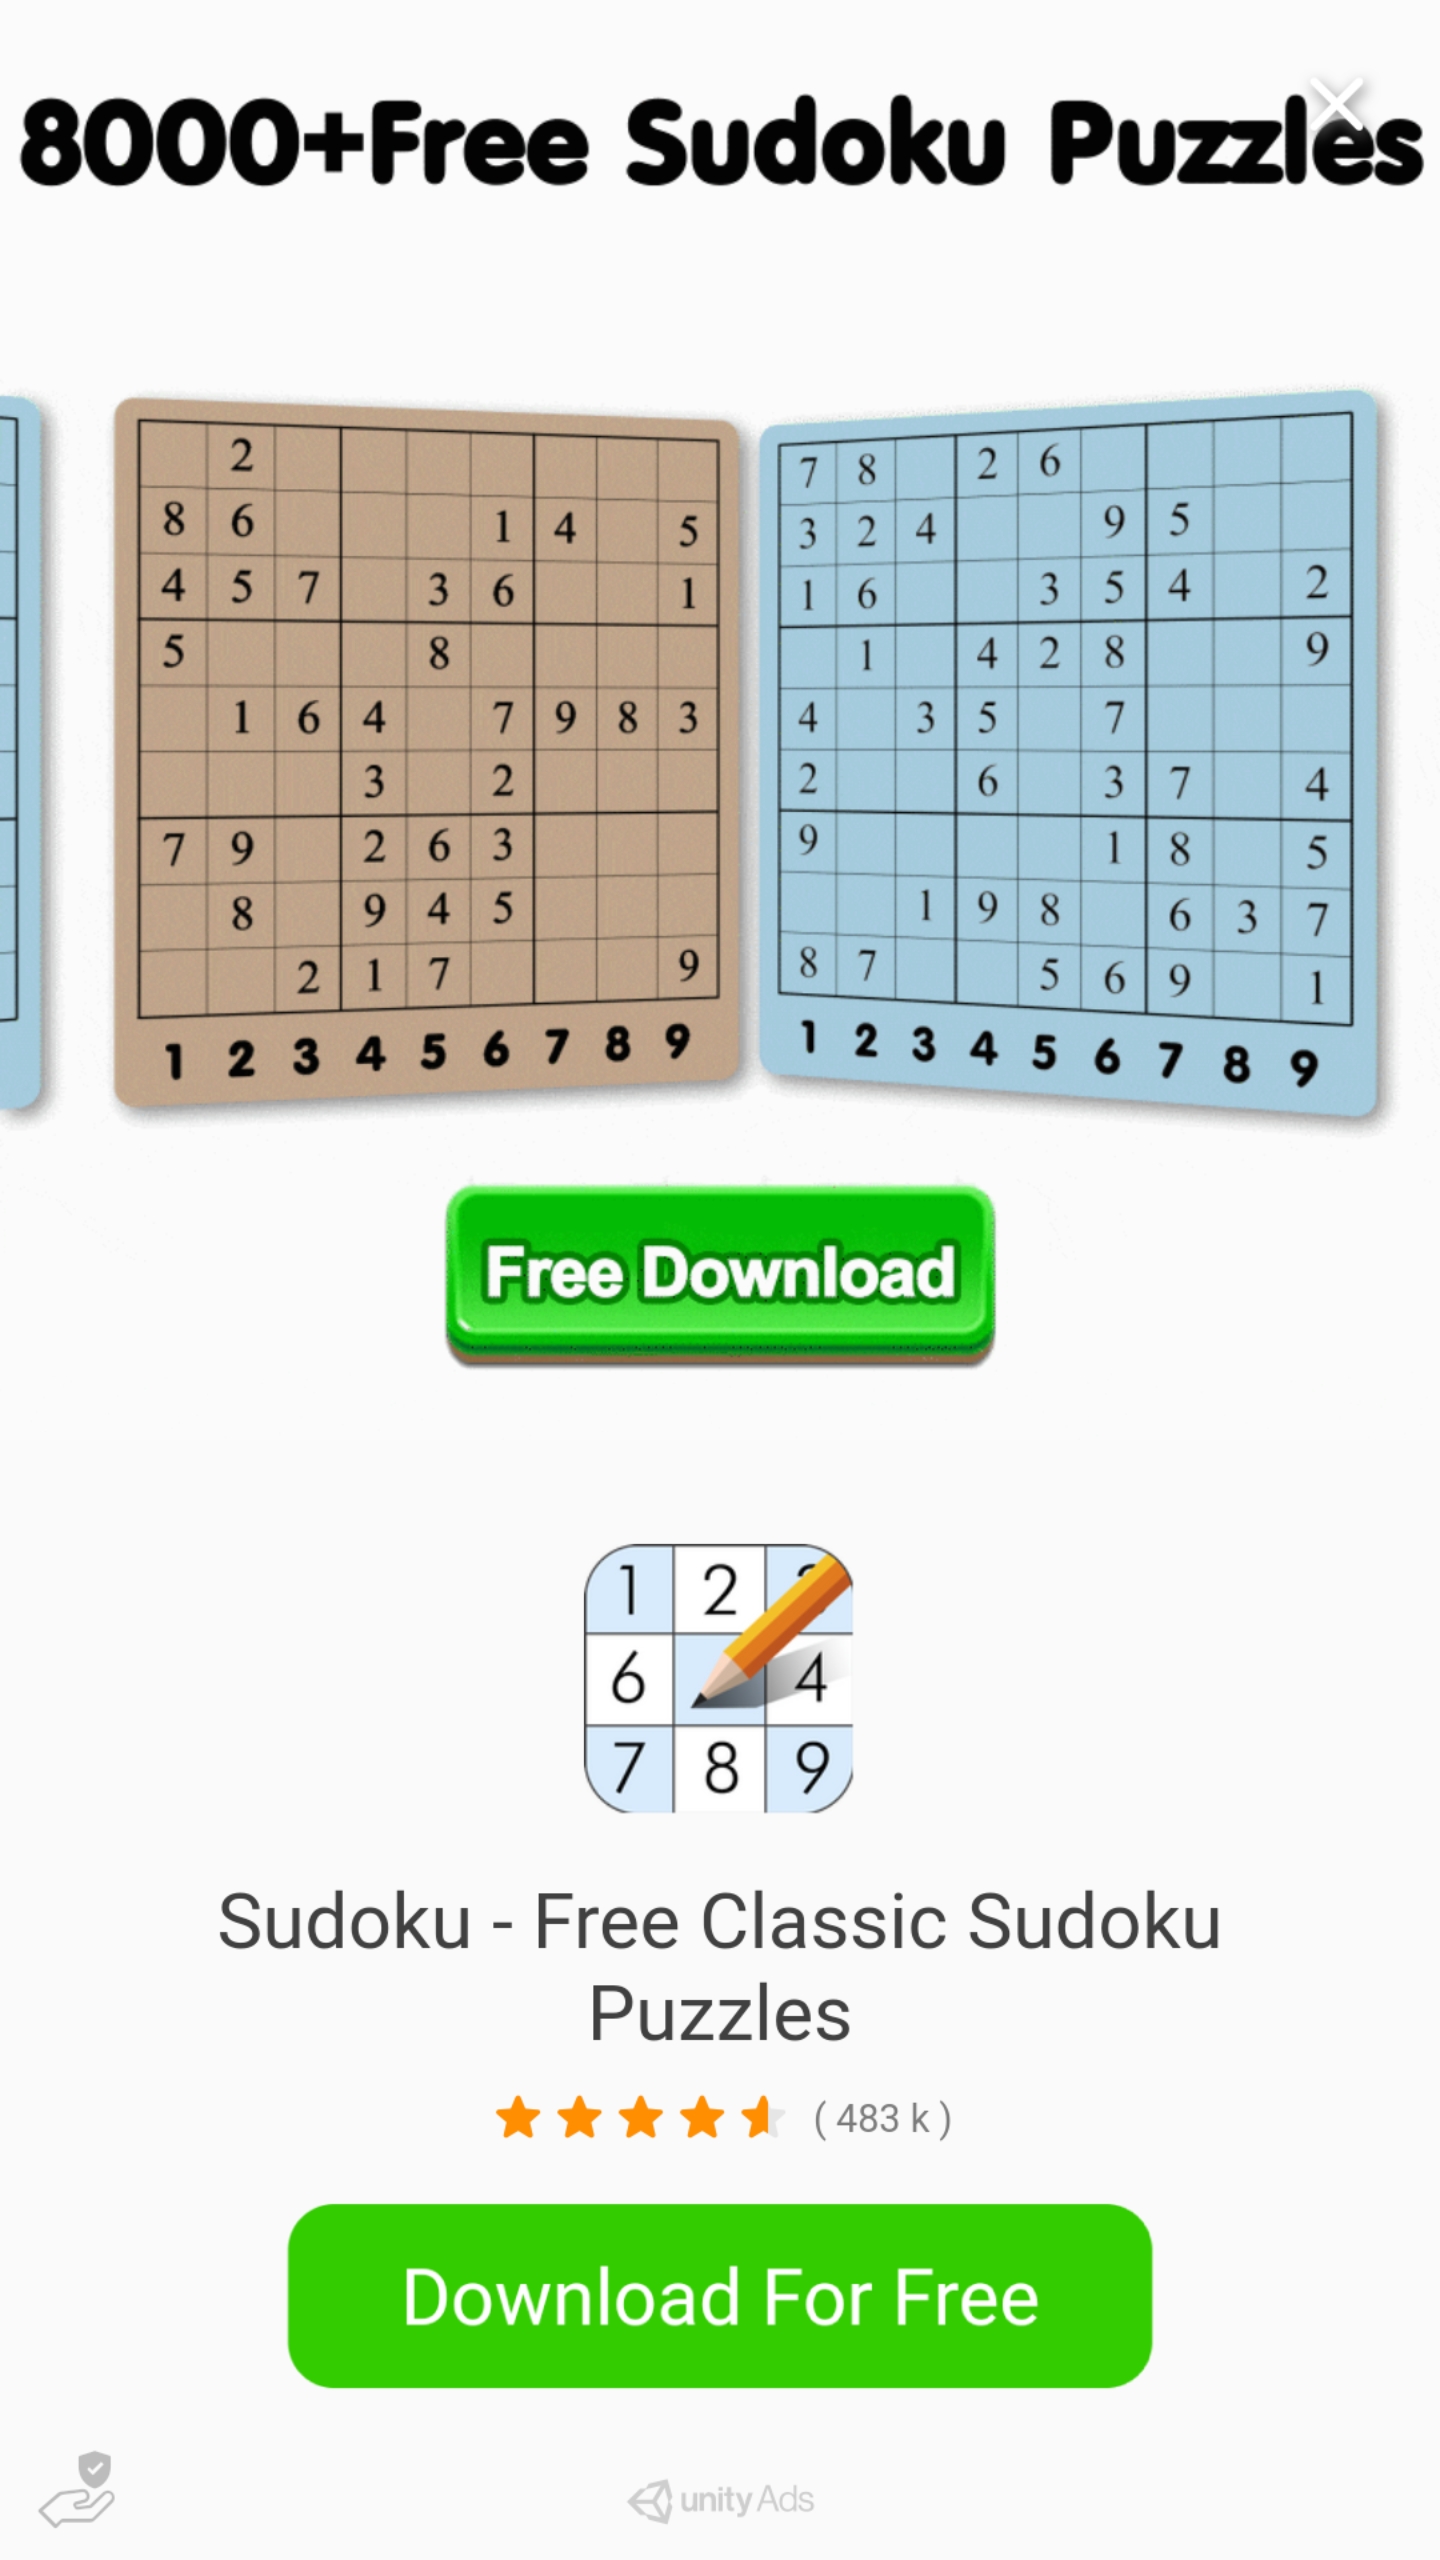 8000+Free Sudoku Puzzles
2
8 6 1 4 5
4 5 7 3 6 1
5 8
1 6 4 7 9 8 3
3 2
7 9 2 6 3
8 9 4 5
2 1 7 9
1 2 3 4 5 6 7 8 9
7 8 2 6
3 2 4 9 5
1 6 3 5 4 2
1 4 2 8 9
4 3 5 7
2 6 3 7 4
9 1 8 5
1 9 8 6 3 7
8 7 5 6 9 1
1 2 3 4 5 6 7 8 9
Free Download
1 2
6 4
7 8 9
Sudoku - Free Classic Sudoku
Puzzles
( 483 k )
Download For Free
unity Ads